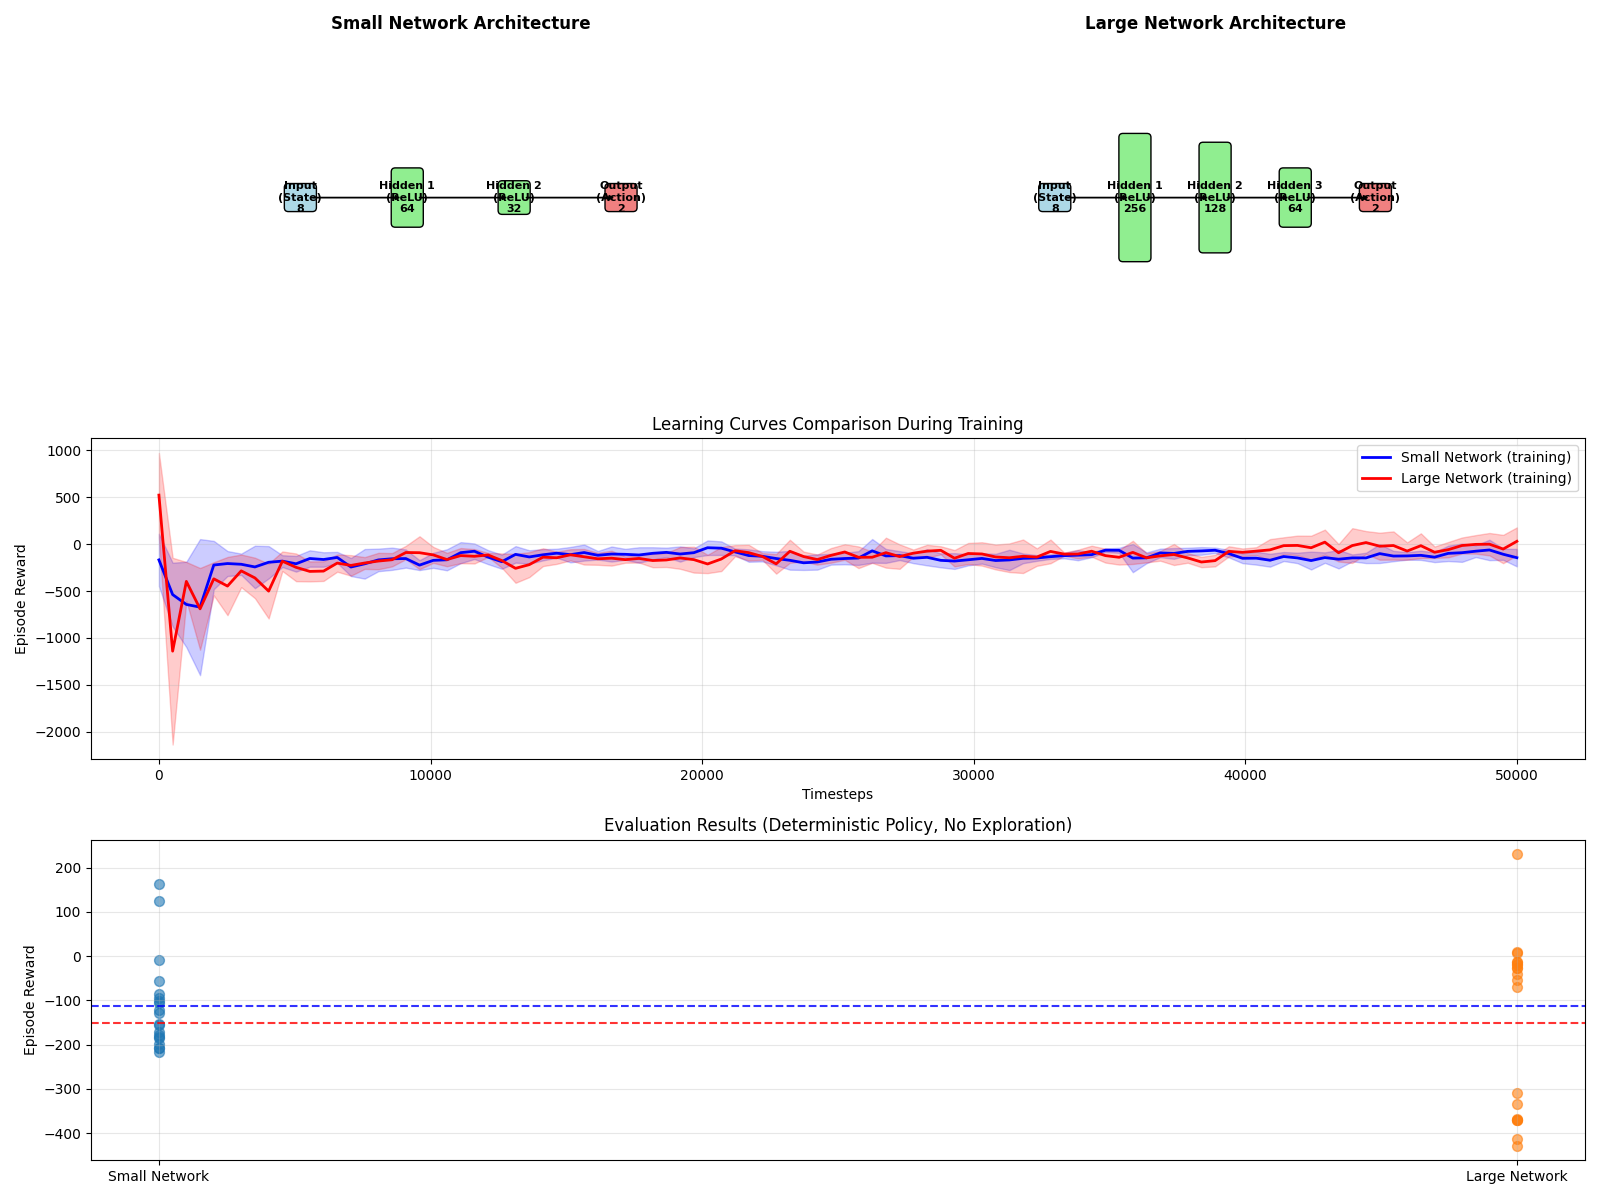 Small Network Architecture
Large Network Architecture
Input
(State)
8
Hidden 1
(ReLU)
64
Hidden 2
(ReLU)
32
Output
(Action)
2
Input
(State)
8
Hidden 1
(ReLU)
256
Hidden 2
(ReLU)
128
Hidden 3
(ReLU)
64
Output
(Action)
2
Learning Curves Comparison During Training
Episode Reward
1000
500
0
−500
−1000
−1500
−2000
Small Network (training)
Large Network (training)
0
10000
20000
30000
40000
50000
Timesteps
Evaluation Results (Deterministic Policy, No Exploration)
Episode Reward
200
100
0
−100
−200
−300
−400
Small Network
Large Network